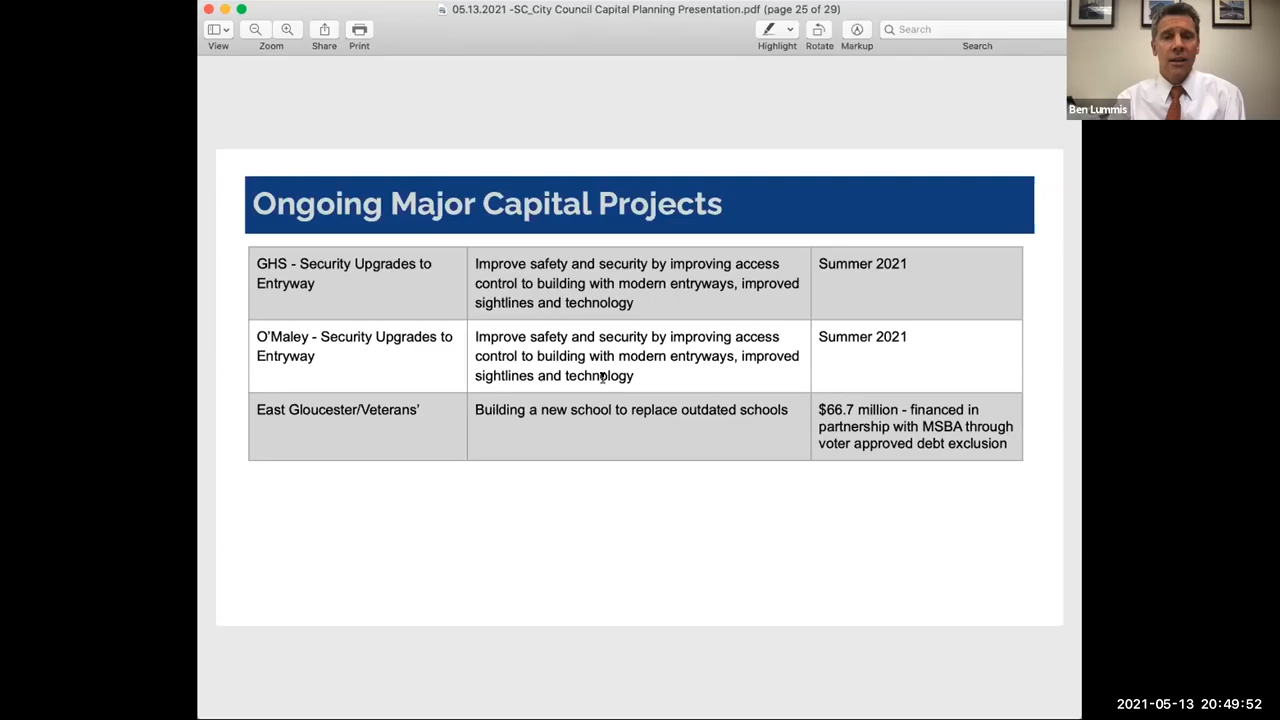 05.13.2021 -SC_City Council Capital Planning Presentation.pdf (page 25 of 29)
View
Zoom
Share
Print
Highlight
Rotate
Markup
Search
Search
Ben Lummis
Ongoing Major Capital Projects
GHS - Security Upgrades to
Entryway
Improve safety and security by improving access
control to building with modern entryways, improved
sightlines and technology
Summer 2021
O'Maley - Security Upgrades to
Entryway
Improve safety and security by improving access
control to building with modern entryways, improved
sightlines and technology
Summer 2021
East Gloucester/Veterans'
Building a new school to replace outdated schools
$66.7 million - financed in
partnership with MSBA through
voter approved debt exclusion
2021-05-13 20:49:52